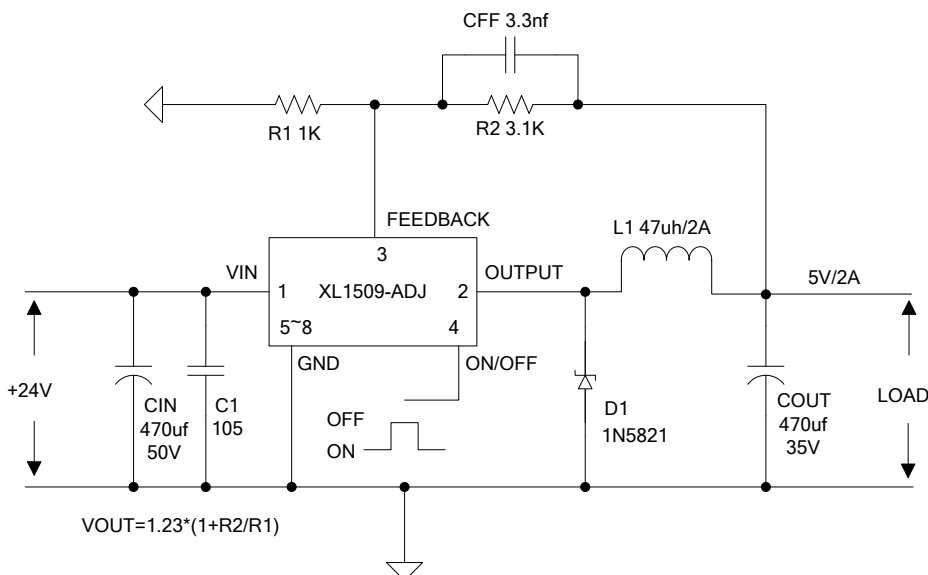 CFF 3.3nf
R1 1K
R2 3.1K
FEEDBACK
L1 47uh/2A
3
VIN
OUTPUT
5V/2A
1
XL1509-ADJ
2
5~8
4
GND
ON/OFF
+24V
CIN
470uf
50V
C1
105
OFF
ON
D1
1N5821
COUT
470uf
35V
LOAD
VOUT=1.23*(1+R2/R1)